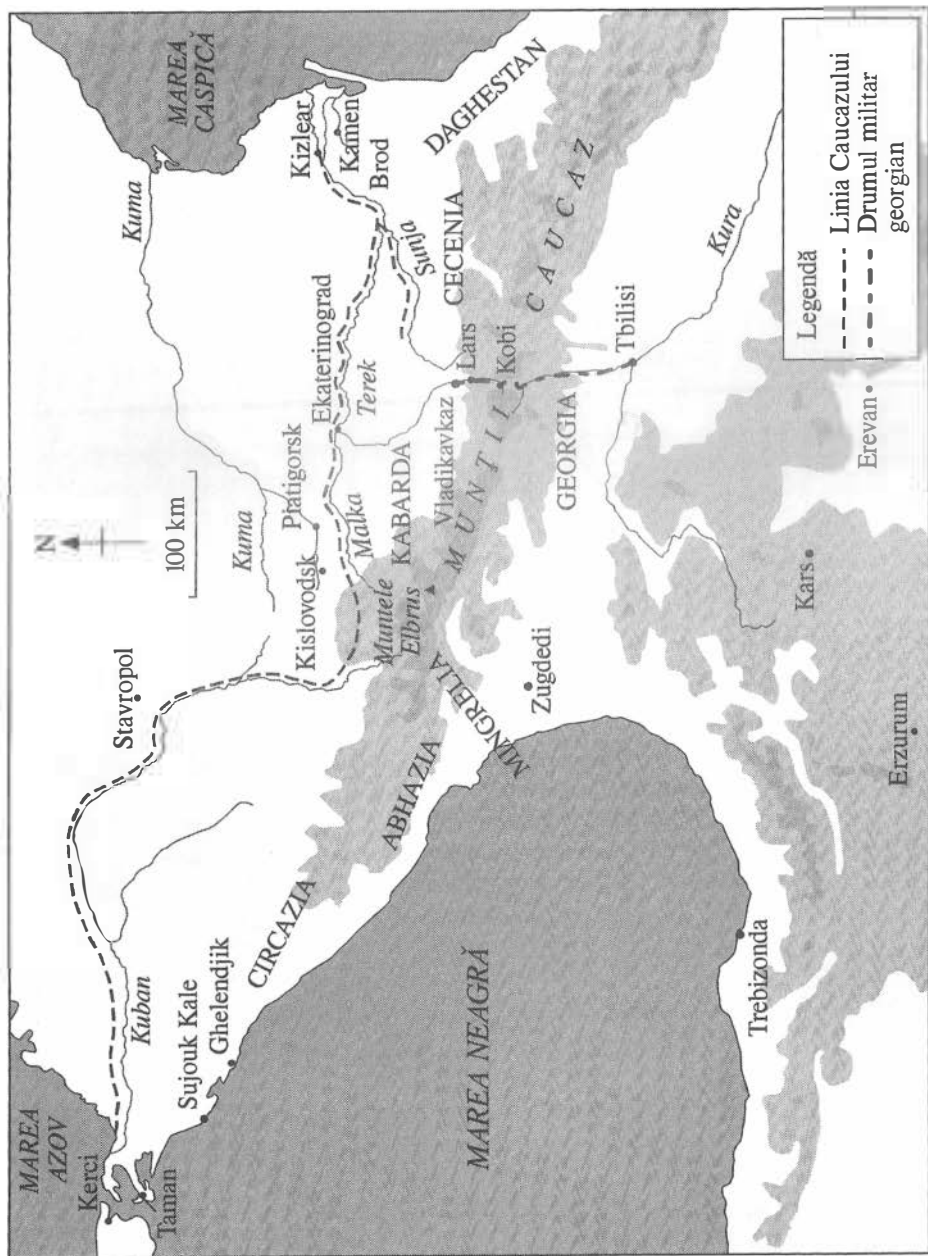 MAREA
AZOV
Kerci
Taman
Kuban
Sujouk Kale
Ghelendjik
CIRCAZIA
Stavropol
N
100 km
Kuma
Kuma
MAREA
CASPICĂ
Kislovodsk
Piatigorsk
Malka
Ekaterinograd
Terek
Kizlear
Kamen
Brod
Sunja
CECENIA
DAGHESTAN
KABARDA
Vladikavkaz
Lars
Kobi
Muntele
Elbrus
MUNȚII CAUCAZ
ABHAZIA
MINGRELIA
Zugdedi
GEORGIA
Tbilisi
Kura
MAREA NEAGRĂ
Trebizonda
Erzurum
Kars
Erevan
Legendă
Linia Caucazului
Drumul militar
georgian